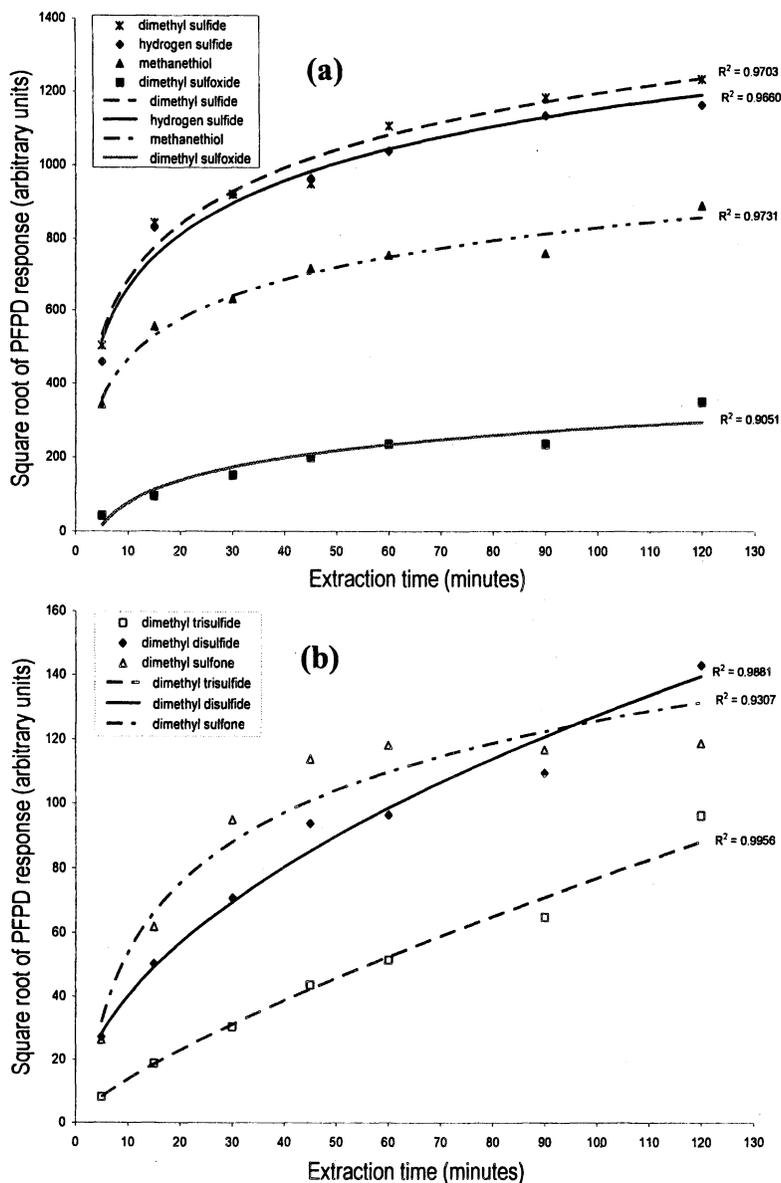 Square root of PFPD response (arbitrary units)
1400
1200
1000
800
600
400
200
0
dimethyl sulfide
hydrogen sulfide
methanethiol
dimethyl sulfoxide
dimethyl sulfide
hydrogen sulfide
methanethiol
dimethyl sulfoxide
(a)
R² = 0.9703
R² = 0.9660
R² = 0.9731
R² = 0.9051
0 10 20 30 40 50 60 70 80 90 100 110 120 130
Extraction time (minutes)
Square root of PFPD response (arbitrary units)
160
140
120
100
80
60
40
20
0
dimethyl trisulfide
dimethyl disulfide
dimethyl sulfone
dimethyl trisulfide
dimethyl disulfide
dimethyl sulfone
(b)
R² = 0.9881
R² = 0.9307
R² = 0.9956
0 10 20 30 40 50 60 70 80 90 100 110 120 130
Extraction time (minutes)